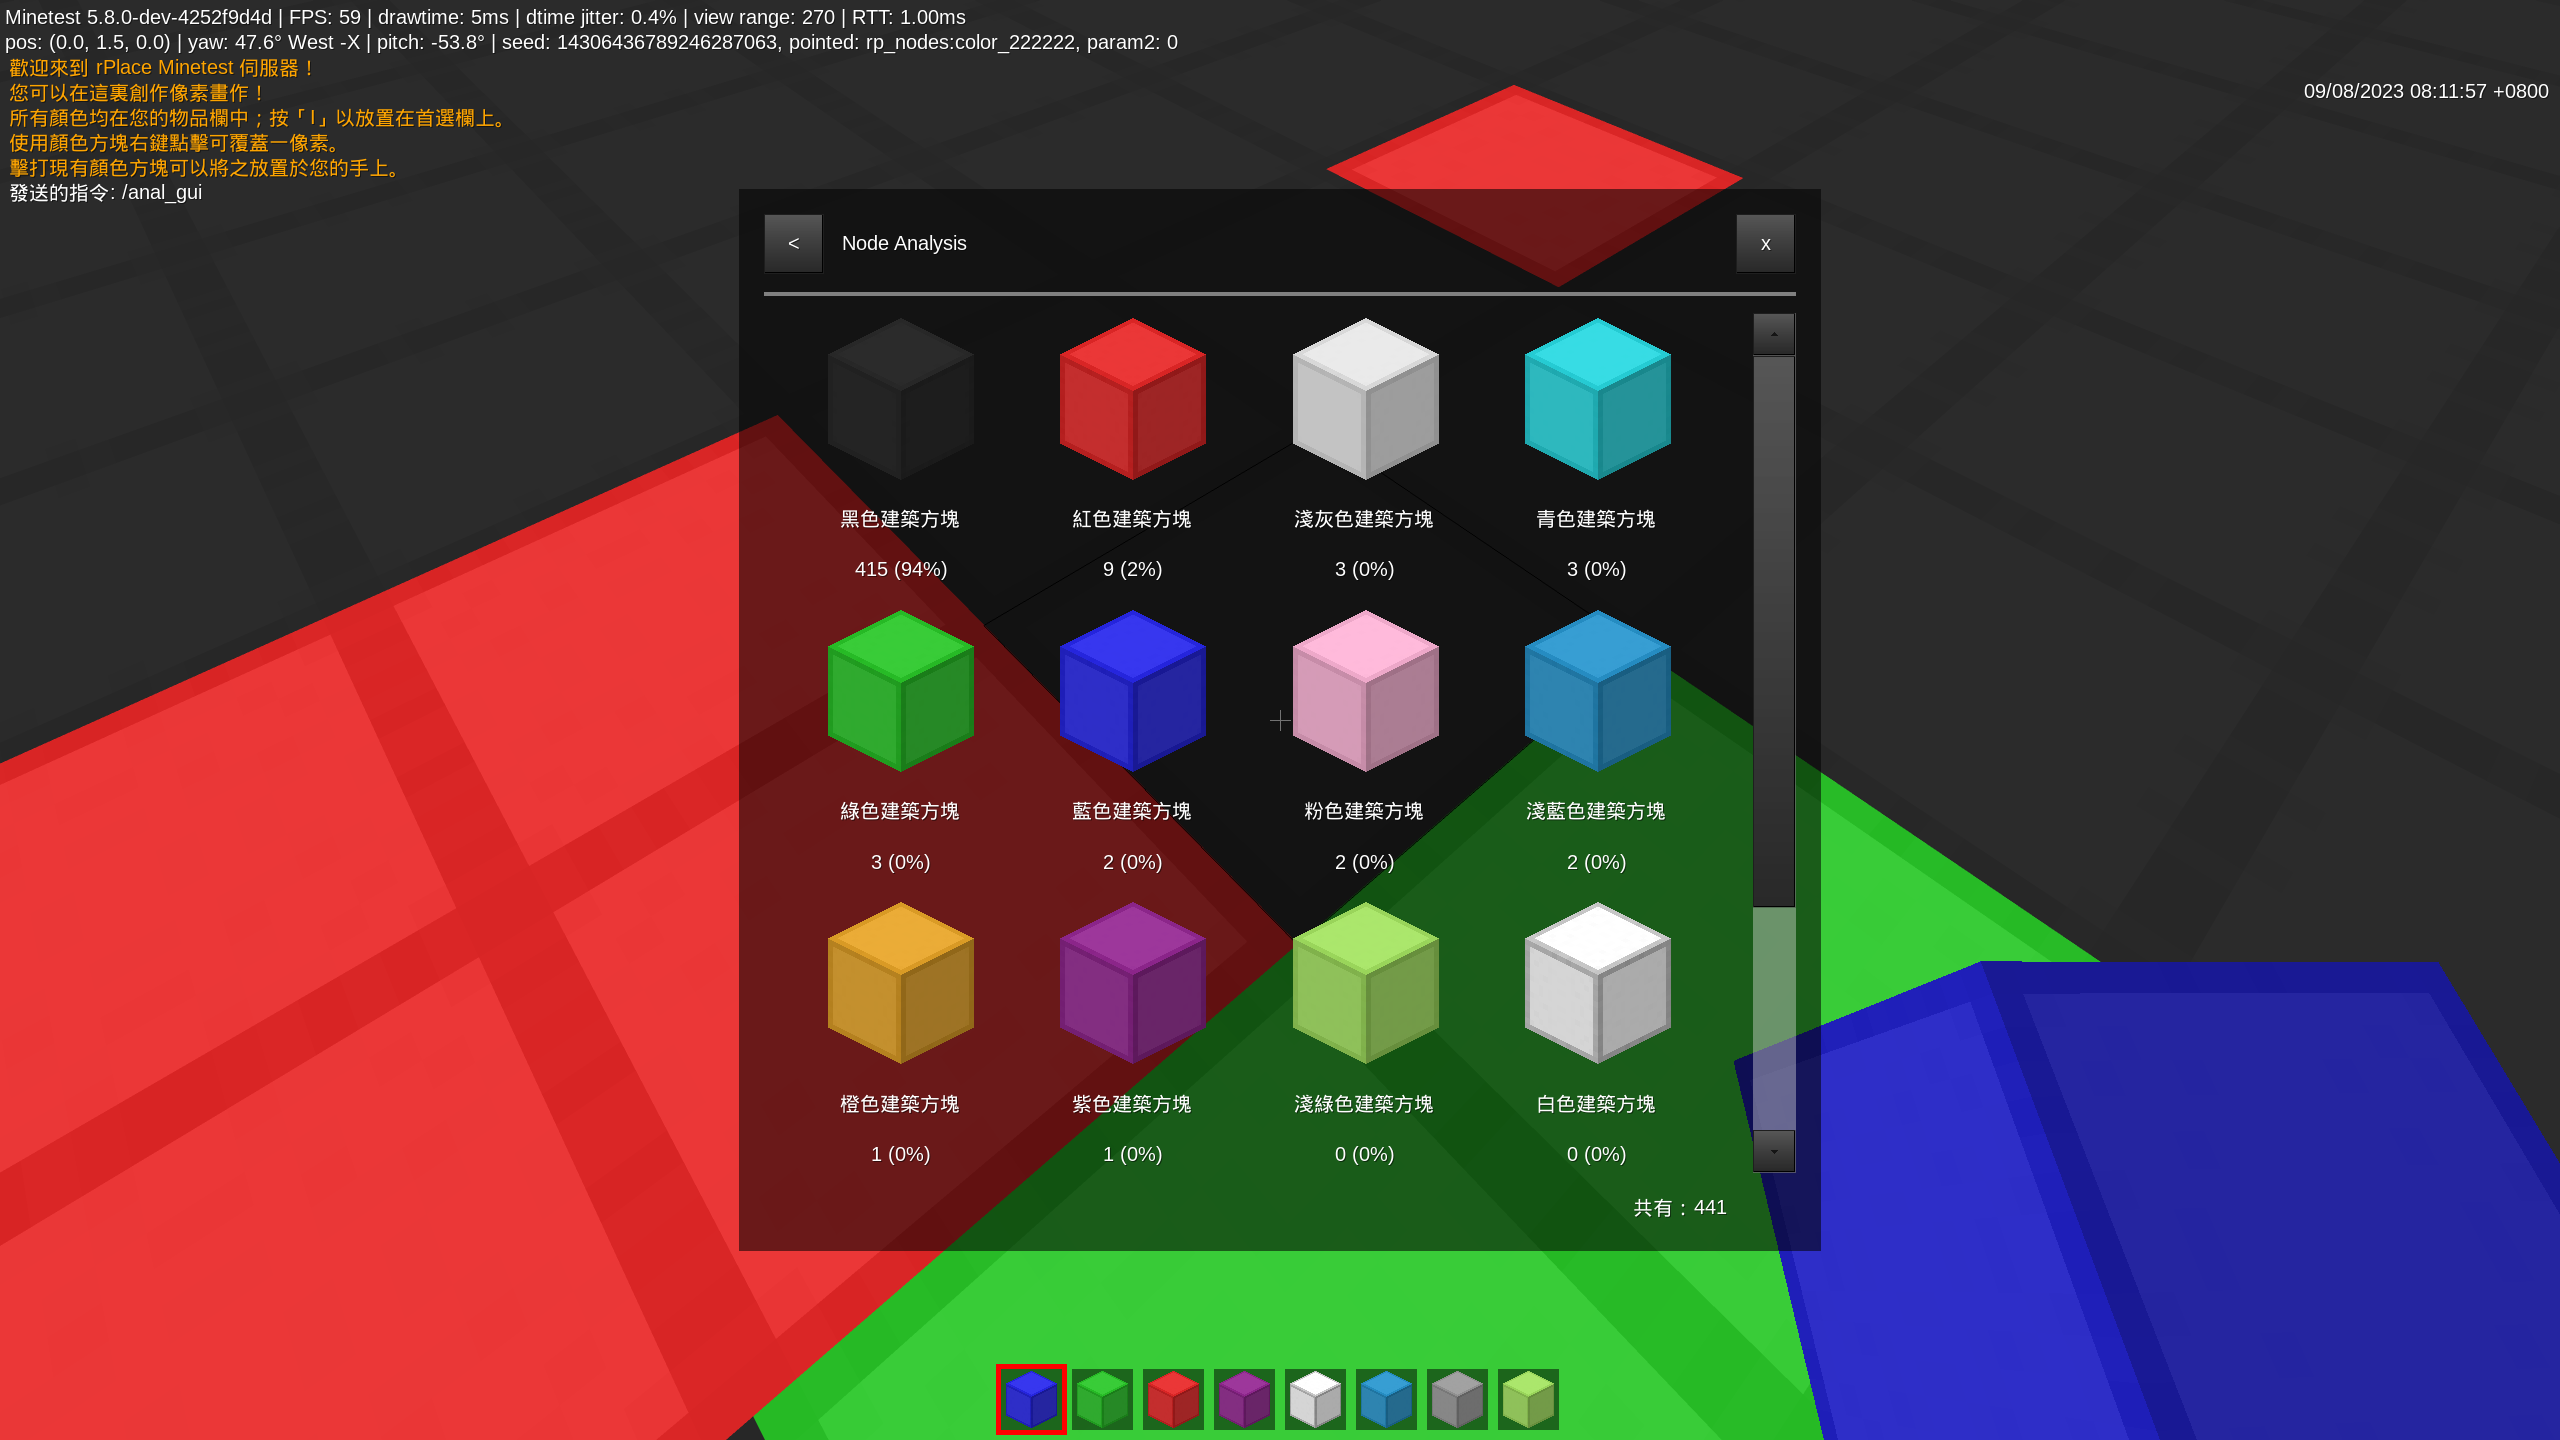 Minetest 5.8.0-dev-4252f9d4d | FPS: 59 | drawtime: 5ms | dtime jitter: 0.4% | view range: 270 | RTT: 1.00ms
pos: (0.0, 1.5, 0.0) | yaw: 47.6° West -X | pitch: -53.8° | seed: 14306436789246287063, pointed: rp_nodes:color_222222, param2: 0
歡迎來到 rPlace Minetest 伺服器！
您可以在這裏創作像素畫作！
所有顏色均在您的物品欄中；按「I」以放置在首選欄上。
使用顏色方塊右鍵點擊可覆蓋一像素。
擊打現有顏色方塊可以將之放置於您的手上。
發送的指令: /anal_gui
09/08/2023 08:11:57 +0800
< Node Analysis x
黑色建築方塊 紅色建築方塊 淺灰色建築方塊 青色建築方塊
415 (94%) 9 (2%) 3 (0%) 3 (0%)
綠色建築方塊 藍色建築方塊 粉色建築方塊 淺藍色建築方塊
3 (0%) 2 (0%) 2 (0%) 2 (0%)
橙色建築方塊 紫色建築方塊 淺綠色建築方塊 白色建築方塊
1 (0%) 1 (0%) 0 (0%) 0 (0%)
共有：441